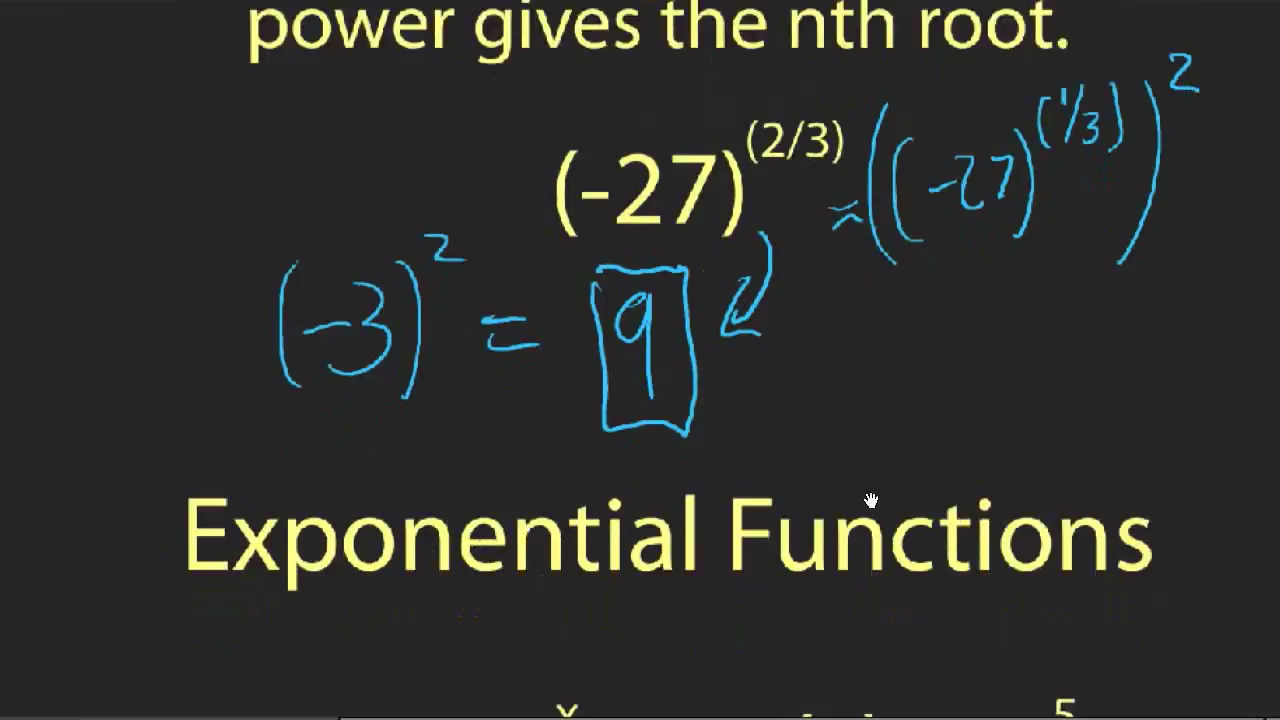 power gives the nth root.
(-27)^(2/3) = ((-27)^(1/3))^2
(-3)^2 = 9
Exponential Functions